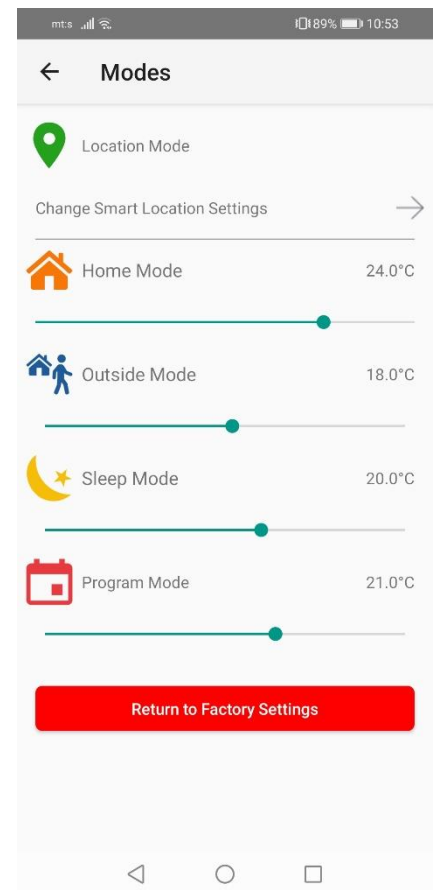 mt:s 89% 10:53
Modes
Location Mode
Change Smart Location Settings
Home Mode 24.0°C
Outside Mode 18.0°C
Sleep Mode 20.0°C
Program Mode 21.0°C
Return to Factory Settings